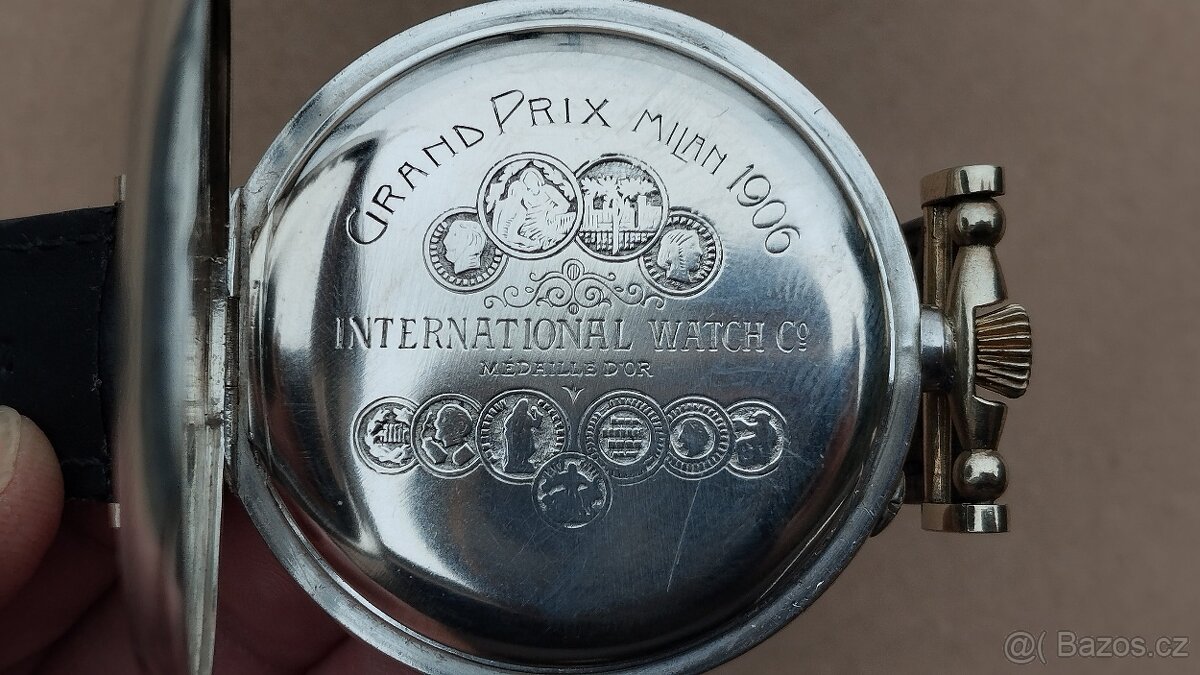 GRAND PRIX MILAN 1906
INTERNATIONAL WATCH Co
MÉDAILLE D'OR
@( Bazos.cz